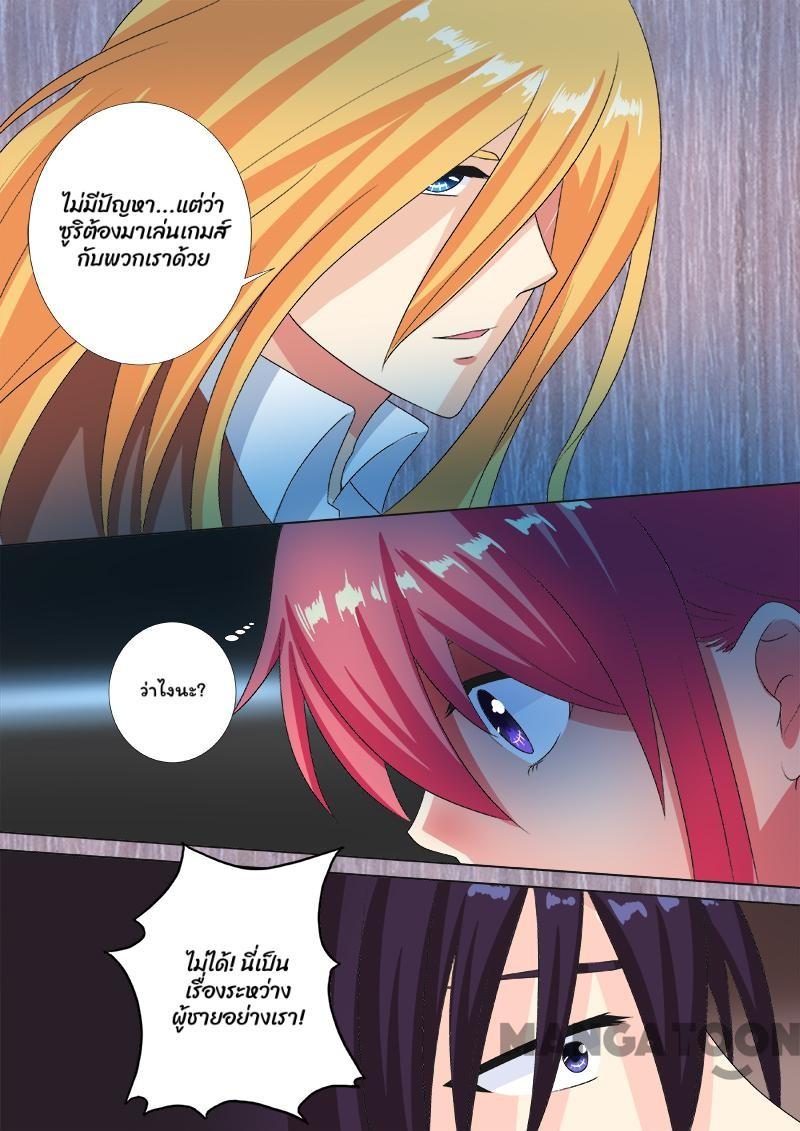 ไม่มีปัญหา...แต่ว่า
ซูริต้องมาเล่นเกมส์
กับพวกเราด้วย
ว่าไงนะ?
ไม่ได้! นี่เป็น
เรื่องระหว่าง
ผู้ชายอย่างเรา!
MANGATOON